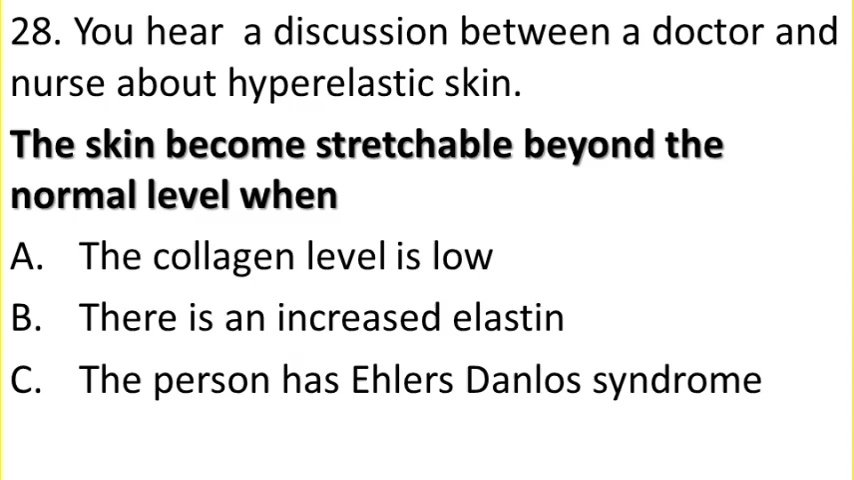 28. You hear  a discussion between a doctor and
nurse about hyperelastic skin.
The skin become stretchable beyond the
normal level when
A. The collagen level is low
B. There is an increased elastin
C. The person has Ehlers Danlos syndrome